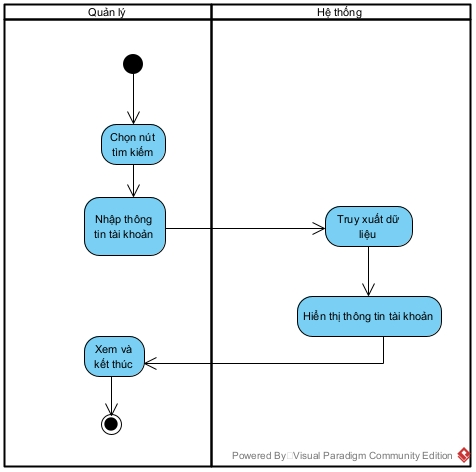 Quản lý
Hệ thống
Chọn nút
tìm kiếm
Nhập thông
tin tài khoản
Truy xuất dữ
liệu
Hiển thị thông tin tài khoản
Xem và
kết thúc
Powered By Visual Paradigm Community Edition